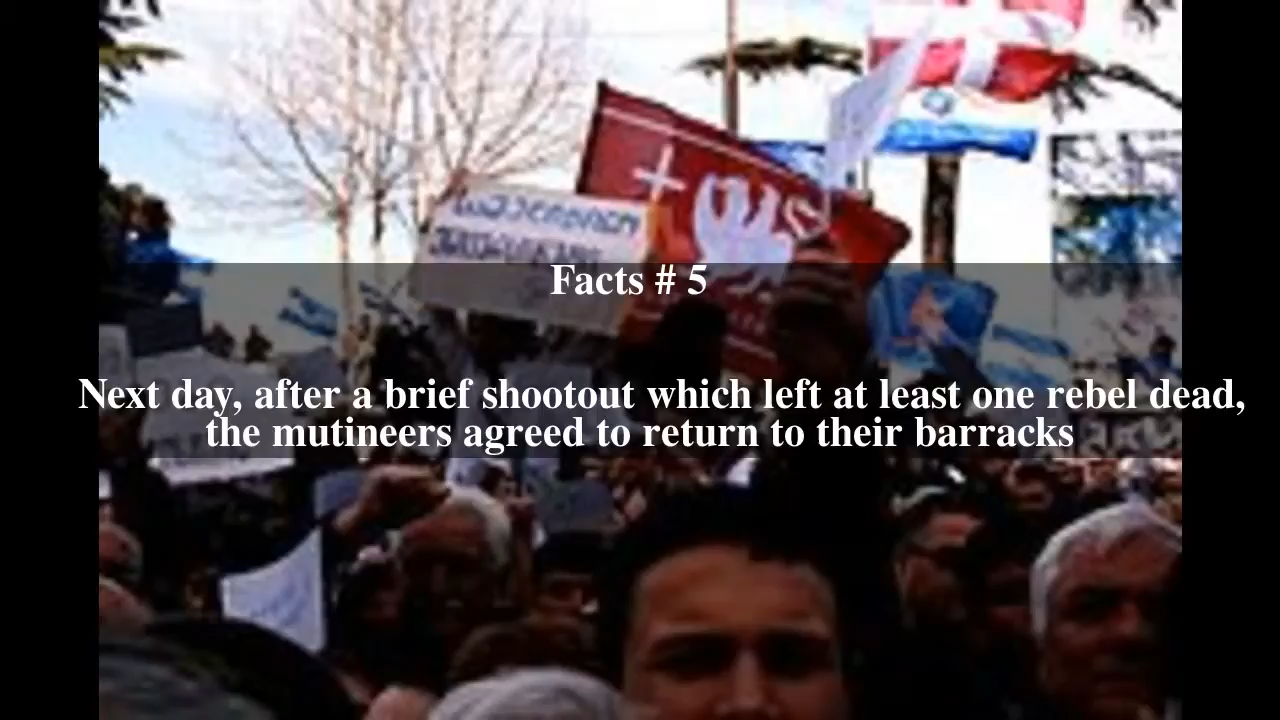 Facts # 5
Next day, after a brief shootout which left at least one rebel dead,
the mutineers agreed to return to their barracks